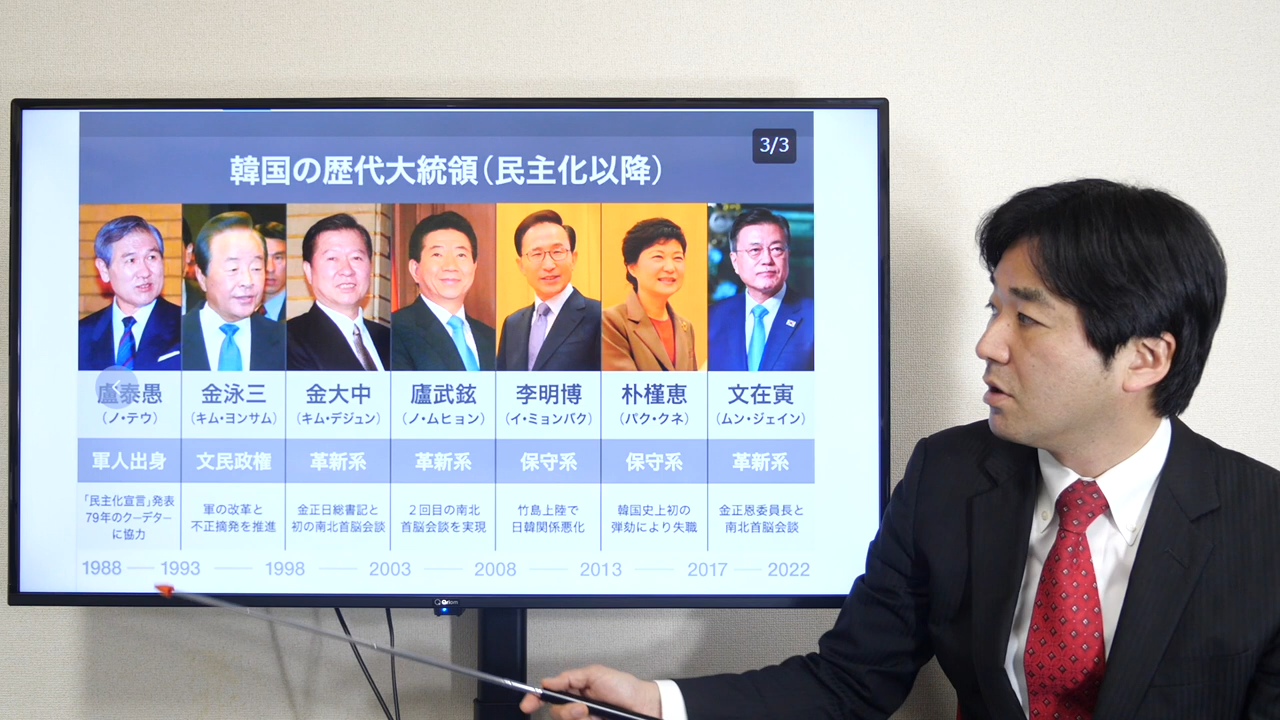 3/3
韓国の歴代大統領（民主化以降）
盧泰愚 金泳三 金大中 廬武鉉 李明博 朴槿恵 文在寅
（ノ・テウ） （キム・ヨンサム） （キム・デジュン） （ノ・ムヒョン） （イ・ミョンバク） （パク・クネ） （ムン・ジェイン）
軍人出身 文民政権 革新系 革新系 保守系 保守系 革新系
「民主化宣言」発表
79年のクーデター
に協力
軍の改革と
不正摘発を推進
金正日総書記と
初の南北首脳会談
２回目の南北
首脳会談を実現
竹島上陸で
日韓関係悪化
韓国史上初の
弾劾により失職
金正恩委員長と
南北首脳会談
1988 1993 1998 2003 2008 2013 2017 2022
Qriom